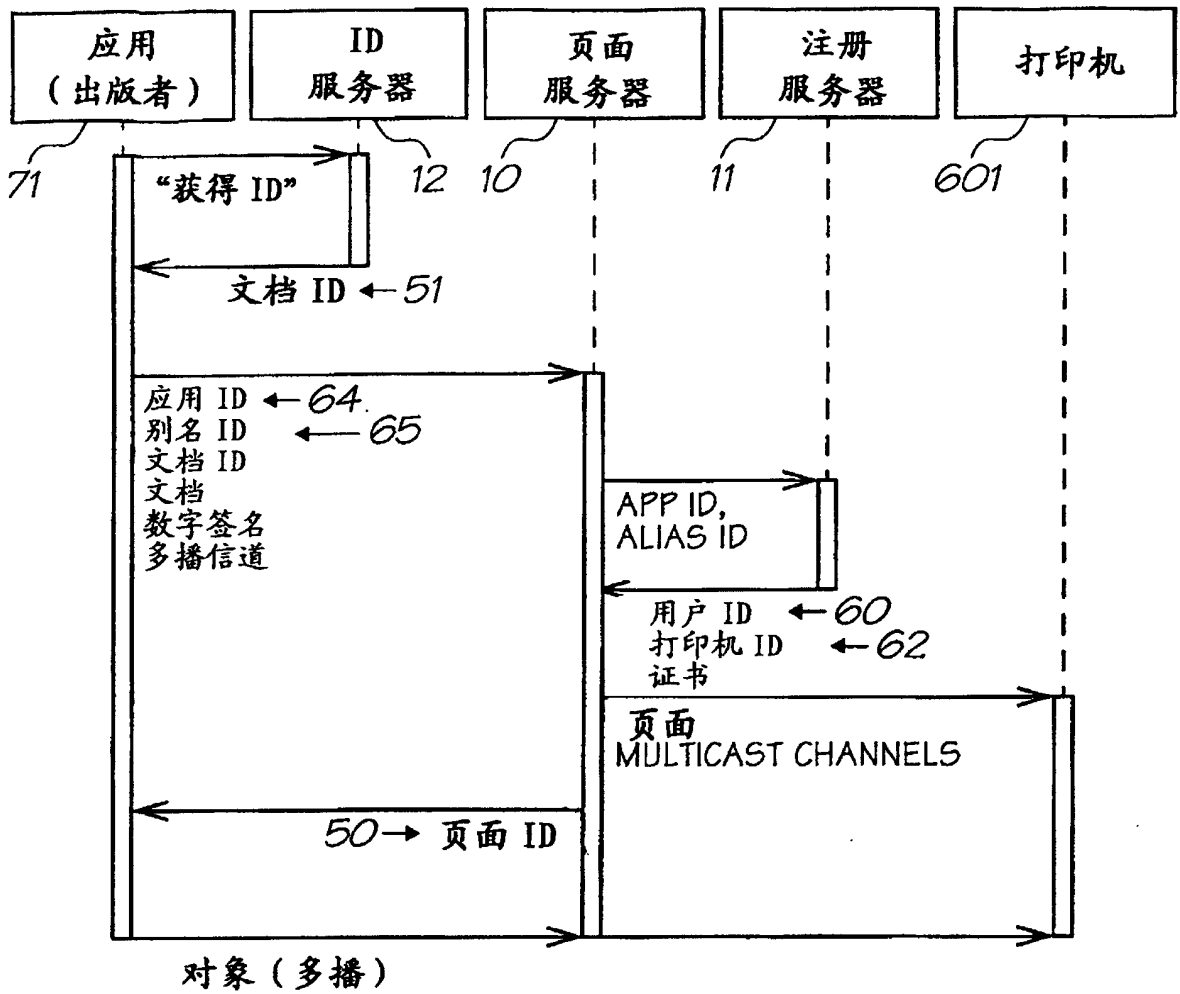 应用
(出版者)
ID
服务器
页面
服务器
注册
服务器
打印机
71
12
10
11
601
“获得 ID”
文档 ID ←51
应用 ID ←64
别名 ID ←65
文档 ID
文档
数字签名
多播信道
APP ID,
ALIAS ID
用户 ID ←60
打印机 ID ←62
证书
页面
MULTICAST CHANNELS
50→ 页面 ID
对象 (多播)